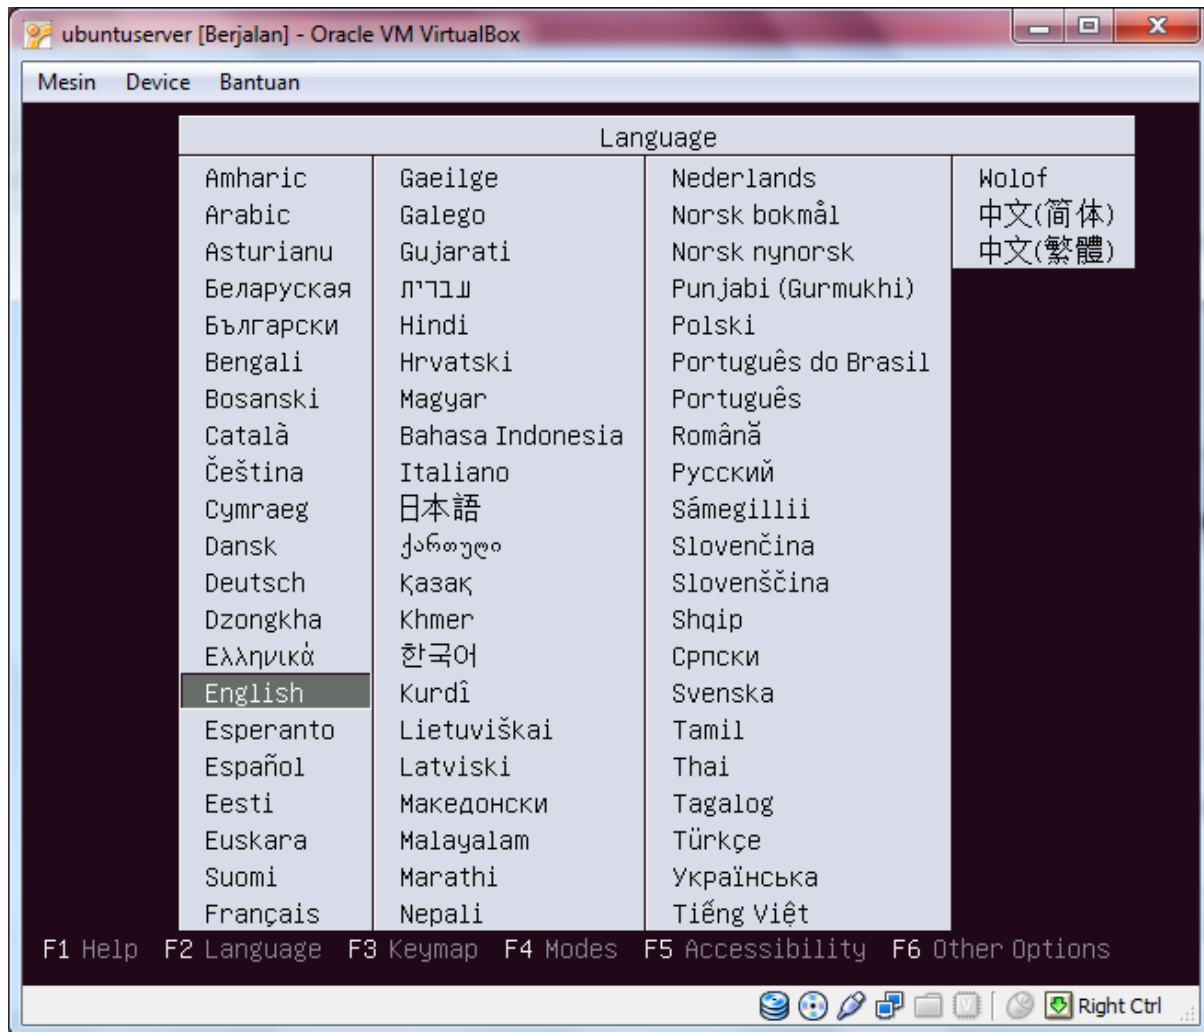 ubuntuserver [Berjalan] - Oracle VM VirtualBox
Mesin Device Bantuan
Language
Amharic
Arabic
Asturianu
Беларуская
Български
Bengali
Bosanski
Català
Čeština
Cymraeg
Dansk
Deutsch
Dzongkha
Ελληνικά
English
Esperanto
Español
Eesti
Euskara
Suomi
Français
Gaeilge
Galego
Gujarati
עברית
Hindi
Hrvatski
Magyar
Bahasa Indonesia
Italiano
日本語
ქართული
Қазақ
Khmer
한국어
Kurdî
Lietuviškai
Latviski
Македонски
Malayalam
Marathi
Nepali
Nederlands
Norsk bokmål
Norsk nynorsk
Punjabi (Gurmukhi)
Polski
Português do Brasil
Português
Română
Русский
Sámegillii
Slovenčina
Slovenščina
Shqip
Српски
Svenska
Tamil
Thai
Tagalog
Türkçe
Українська
Tiếng Việt
Wolof
中文(简体)
中文(繁體)
F1 Help F2 Language F3 Keymap F4 Modes F5 Accessibility F6 Other Options
Right Ctrl